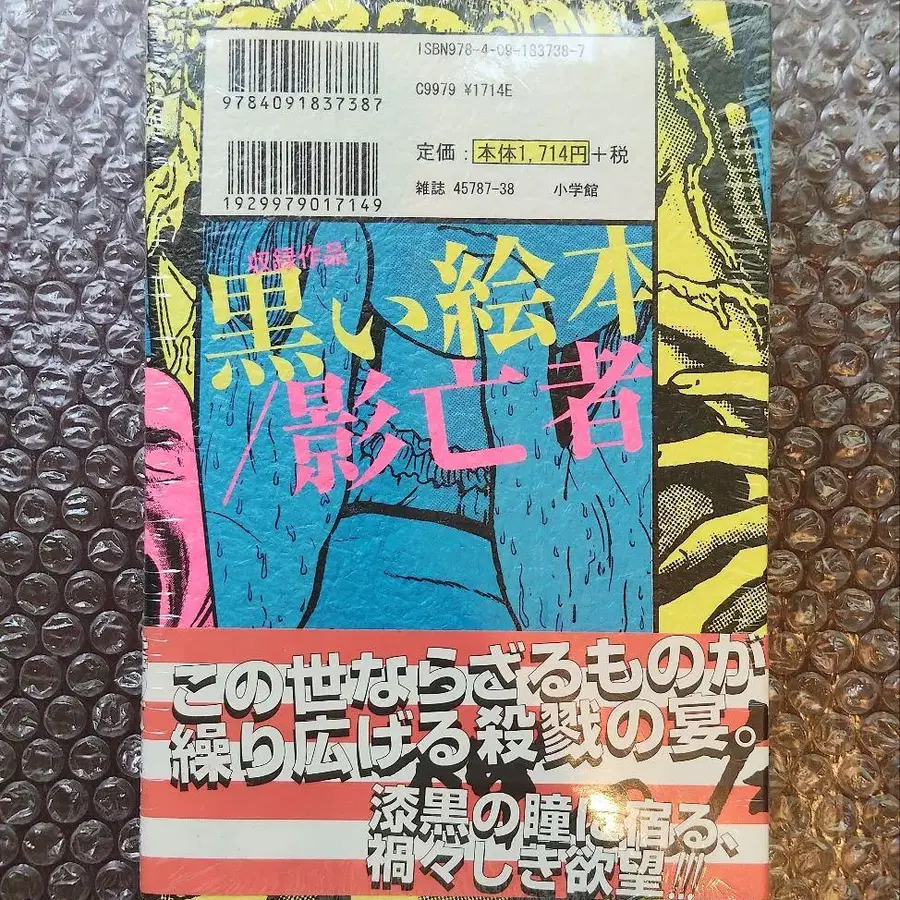 ISBN978-4-09-183738-7
9784091837387
C9979 ¥1714E
定価：本体1,714円+税
1929979017149
雑誌 45787-38 小学館
収録作品
黒い絵本
/影亡者
この世ならざるものが
繰り広げる殺戮の宴。
漆黒の瞳に宿る、
禍々しき欲望!!!!